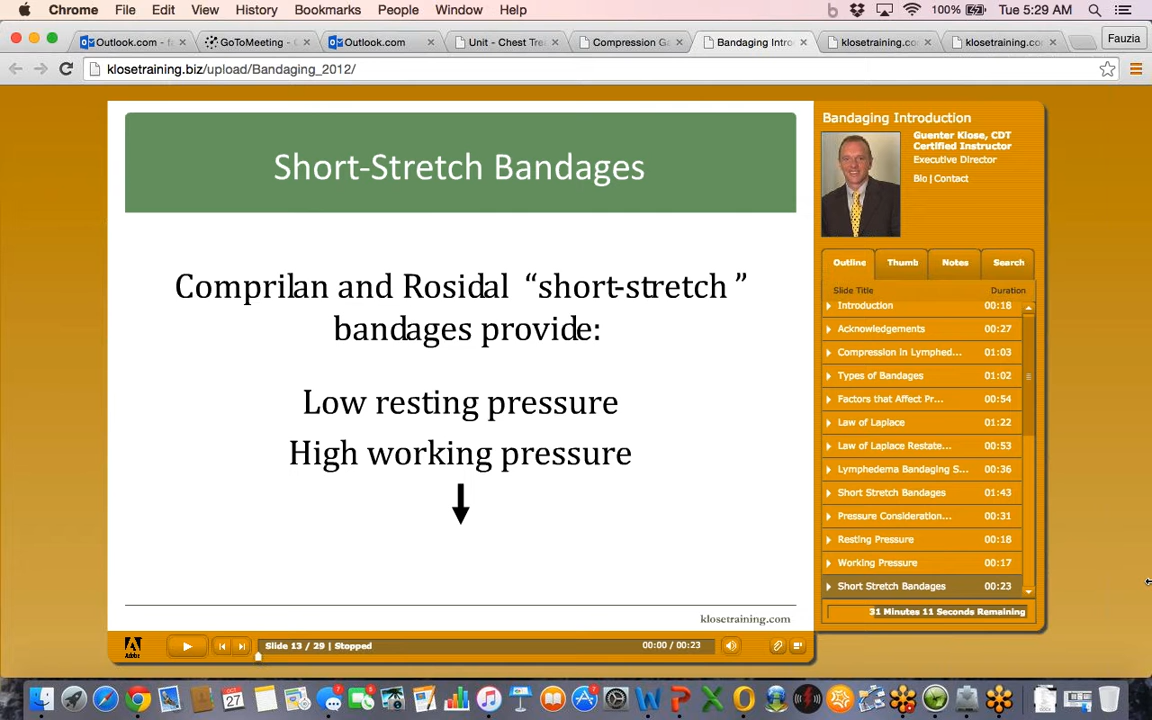 Chrome File Edit View History Bookmarks People Window Help 100% Tue 5:29 AM
Outlook.com - f GoToMeeting - C Outlook.com Unit - Chest Trea Compression Ga Bandaging Intro klosetraining.co klosetraining.co Fauzia
klosetraining.biz/upload/Bandaging_2012/
Short-Stretch Bandages
Comprilan and Rosidal “short-stretch ”
bandages provide:
Low resting pressure
High working pressure
klosetraining.com
Adobe
Slide 13 / 29 | Stopped 00:00 / 00:23
Bandaging Introduction
Guenter Klose, CDT
Certified Instructor
Executive Director
Bio | Contact
Outline Thumb Notes Search
Slide Title Duration
Introduction 00:18
Acknowledgements 00:27
Compression in Lymphed... 01:03
Types of Bandages 01:02
Factors that Affect Pr... 00:54
Law of Laplace 01:22
Law of Laplace Restate... 00:53
Lymphedema Bandaging S... 00:36
Short Stretch Bandages 01:43
Pressure Consideration... 00:31
Resting Pressure 00:18
Working Pressure 00:17
Short Stretch Bandages 00:23
31 Minutes 11 Seconds Remaining